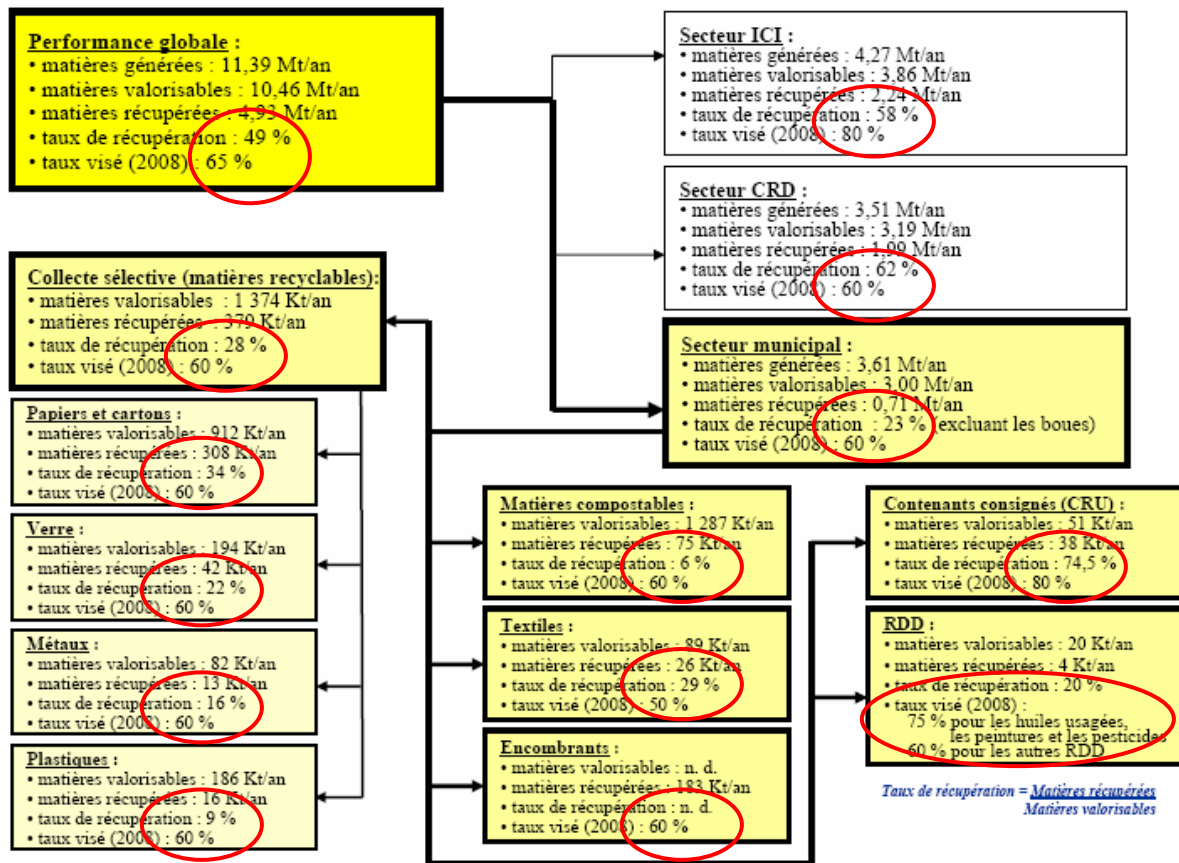 Performance globale :
• matières générées : 11,39 Mt/an
• matières valorisables : 10,46 Mt/an
• matières récupérées : 4,93 Mt/an
• taux de récupération : 49 %
• taux visé (2008) : 65 %
Secteur ICI :
• matières générées : 4,27 Mt/an
• matières valorisables : 3,86 Mt/an
• matières récupérées : 2,24 Mt/an
• taux de récupération : 58 %
• taux visé (2008) : 80 %
Secteur CRD :
• matières générées : 3,51 Mt/an
• matières valorisables : 3,19 Mt/an
• matières récupérées : 1,99 Mt/an
• taux de récupération : 62 %
• taux visé (2008) : 60 %
Collecte sélective (matières recyclables):
• matières valorisables : 1 374 Kt/an
• matières récupérées : 379 Kt/an
• taux de récupération : 28 %
• taux visé (2008) : 60 %
Secteur municipal :
• matières générées : 3,61 Mt/an
• matières valorisables : 3,00 Mt/an
• matières récupérées : 0,71 Mt/an
• taux de récupération : 23 % (excluant les boues)
• taux visé (2008) : 60 %
Papiers et cartons :
• matières valorisables : 912 Kt/an
• matières récupérées : 308 Kt/an
• taux de récupération : 34 %
• taux visé (2008) : 60 %
Verre :
• matières valorisables : 194 Kt/an
• matières récupérées : 42 Kt/an
• taux de récupération : 22 %
• taux visé (2008) : 60 %
Métaux :
• matières valorisables : 82 Kt/an
• matières récupérées : 13 Kt/an
• taux de récupération : 16 %
• taux visé (2008) : 60 %
Plastiques :
• matières valorisables : 186 Kt/an
• matières récupérées : 16 Kt/an
• taux de récupération : 9 %
• taux visé (2008) : 60 %
Matières compostables :
• matières valorisables : 1 287 Kt/an
• matières récupérées : 75 Kt/an
• taux de récupération : 6 %
• taux visé (2008) : 60 %
Textiles :
• matières valorisables : 89 Kt/an
• matières récupérées : 26 Kt/an
• taux de récupération : 29 %
• taux visé (2008) : 50 %
Encombrants :
• matières valorisables : n. d.
• matières récupérées : 183 Kt/an
• taux de récupération : n. d.
• taux visé (2008) : 60 %
Contenants consignés (CRU) :
• matières valorisables : 51 Kt/an
• matières récupérées : 38 Kt/an
• taux de récupération : 74,5 %
• taux visé (2008) : 80 %
RDD :
• matières valorisables : 20 Kt/an
• matières récupérées : 4 Kt/an
• taux de récupération : 20 %
• taux visé (2008) :
75 % pour les huiles usagées,
les peintures et les pesticides
60 % pour les autres RDD
Taux de récupération = Matières récupérées
Matières valorisables